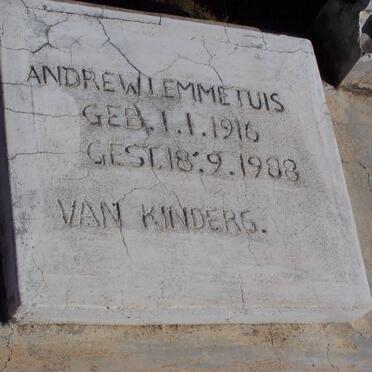 ANDREW LEMMETUIS
GEB. 1.1.1916
GEST. 18.9.1988
VAN KINDERS.